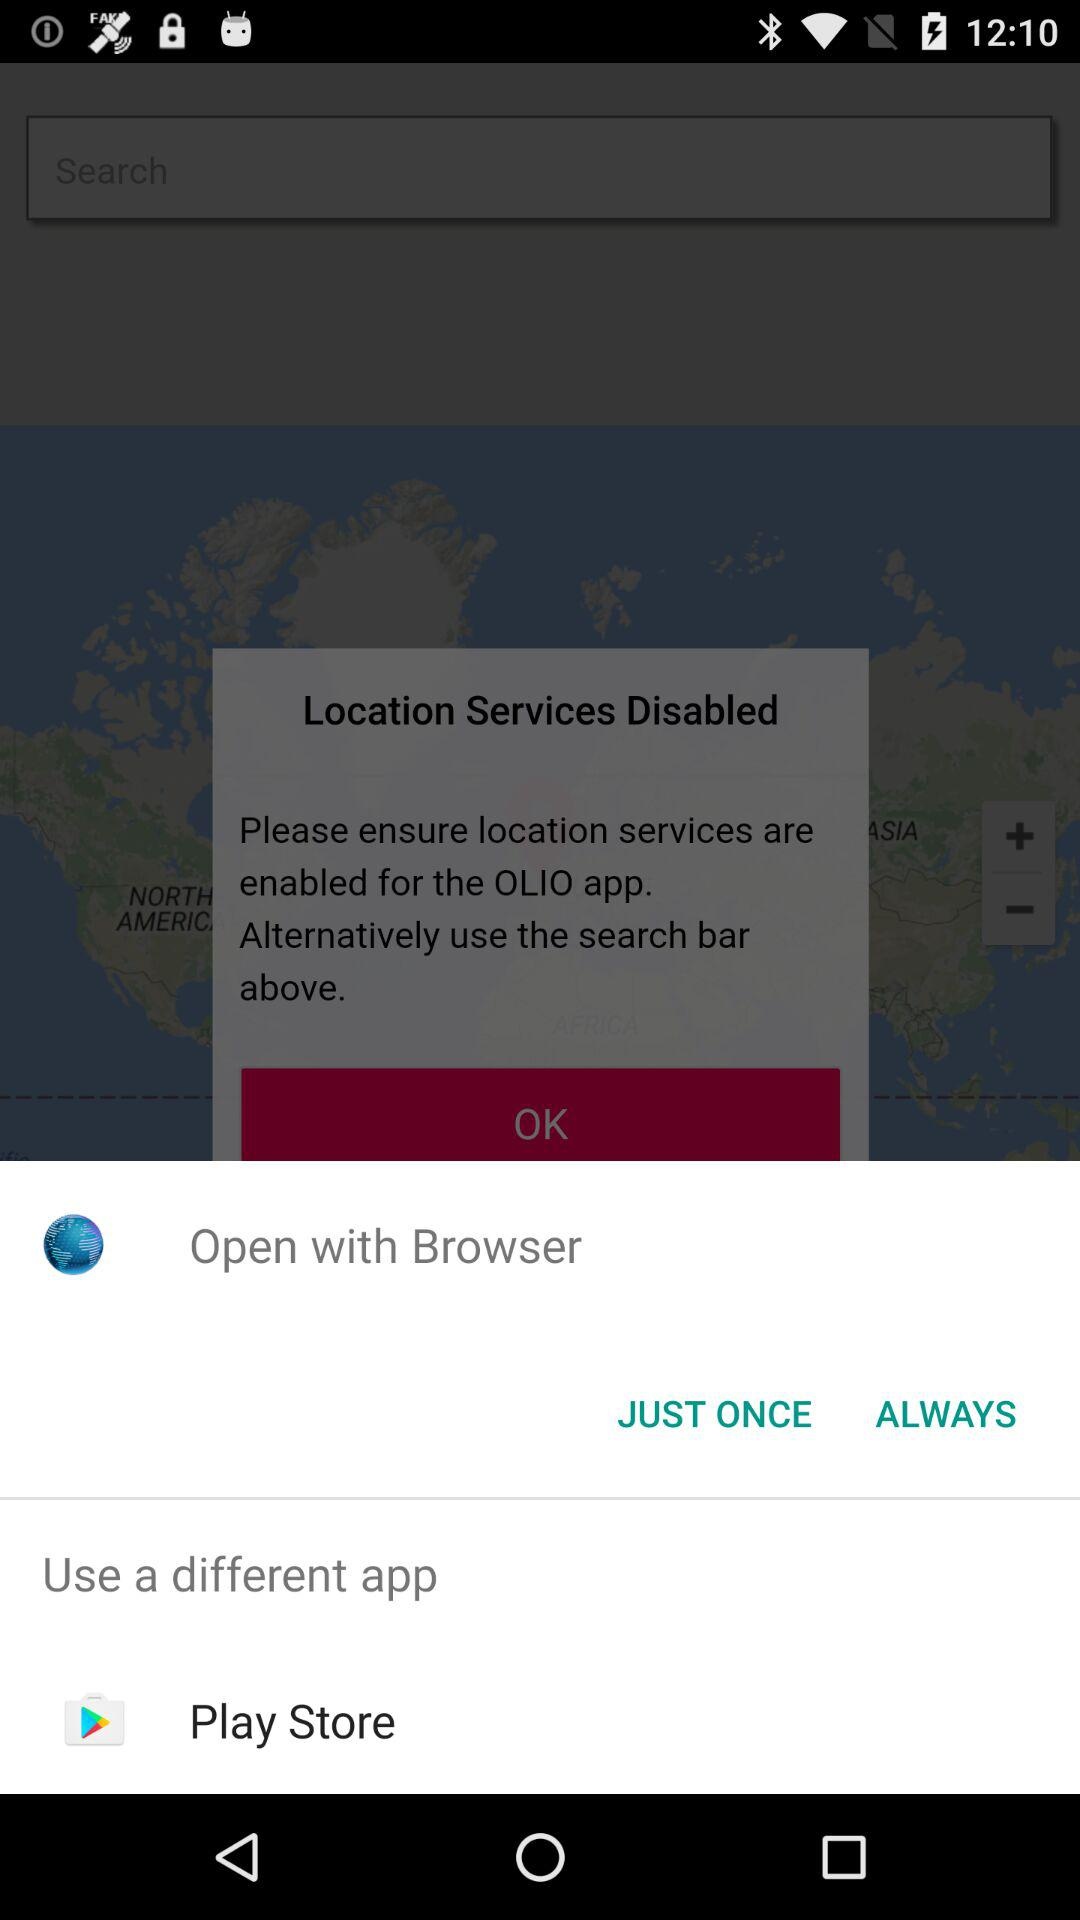 FAKE
12:10
Search
Location Services Disabled
Please ensure location services are
enabled for the OLIO app.
Alternatively use the search bar
above.
ASIA
NORTH
AMERICA
AFRICA
OK
Open with Browser
JUST ONCE
ALWAYS
Use a different app
Play Store